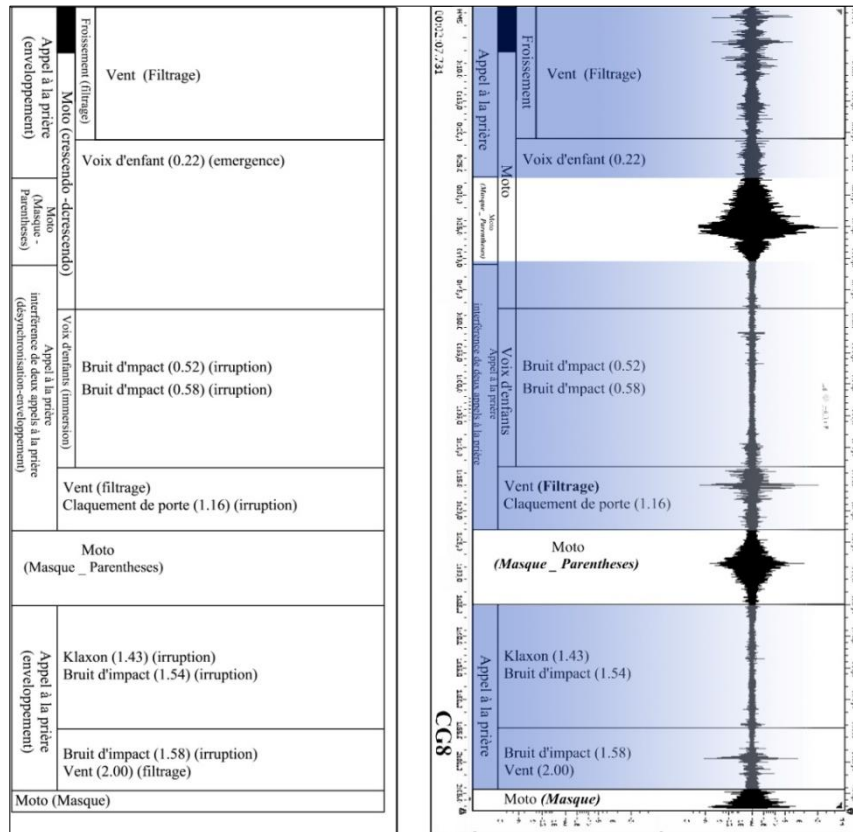 Appel à la prière
(enveloppement)
Froissement (filtrage)
Moto (crescendo -dcrescendo)
Vent (Filtrage)
Voix d'enfant (0.22) (emergence)
Moto
(Masque -
Parentheses)
Appel à la prière
interférence de deux appels à la prière
(désynchronisation-enveloppement)
Voix d'enfants (immersion)
Bruit d'mpact (0.52) (irruption)
Bruit d'mpact (0.58) (irruption)
Vent (filtrage)
Claquement de porte (1.16) (irruption)
Moto
(Masque _ Parentheses)
Appel à la prière
(enveloppement)
Klaxon (1.43) (irruption)
Bruit d'impact (1.54) (irruption)
Bruit d'impact (1.58) (irruption)
Vent (2.00) (filtrage)
Moto (Masque)
00:02:07.731
Appel à la prière
Froissement
Moto
Vent (Filtrage)
Voix d'enfant (0.22)
Moto
(Masque _ Parentheses)
Appel à la prière
interférence de deux appels à la prière
Voix d'enfants
Bruit d'mpact (0.52)
Bruit d'mpact (0.58)
Vent (Filtrage)
Claquement de porte (1.16)
Moto
(Masque _ Parentheses)
Appel à la prière
Klaxon (1.43)
Bruit d'impact (1.54)
Bruit d'impact (1.58)
Vent (2.00)
Moto (Masque)
CG8